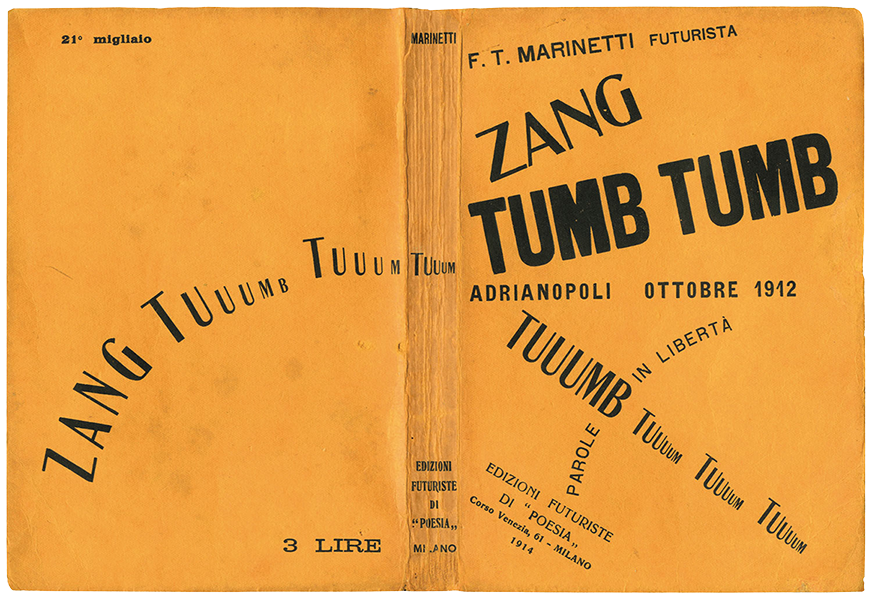 21° migliaio
ZANG TUUUMB TUUUM TUUUM
3 LIRE
MARINETTI
EDIZIONI
FUTURISTE
DI
“POESIA„
MILANO
F. T. MARINETTI FUTURISTA
ZANG
TUMB TUMB
ADRIANOPOLI OTTOBRE 1912
TUUUMB TUUUUM TUUUUM TUUUUM
PAROLE IN LIBERTÀ
EDIZIONI FUTURISTE
DI “POESIA„
Corso Venezia, 61 - MILANO
1914